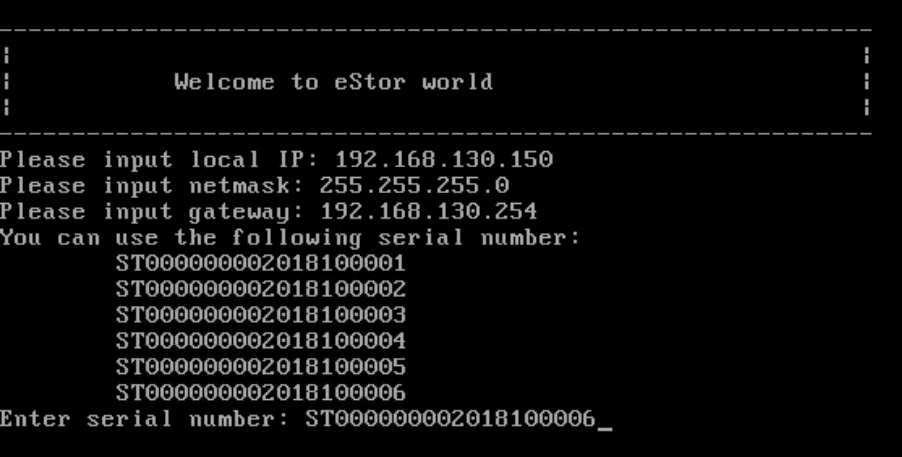 Welcome to eStor world
Please input local IP: 192.168.130.150
Please input netmask: 255.255.255.0
Please input gateway: 192.168.130.254
You can use the following serial number:
ST000000002018100001
ST000000002018100002
ST000000002018100003
ST000000002018100004
ST000000002018100005
ST000000002018100006
Enter serial number: ST000000002018100006_